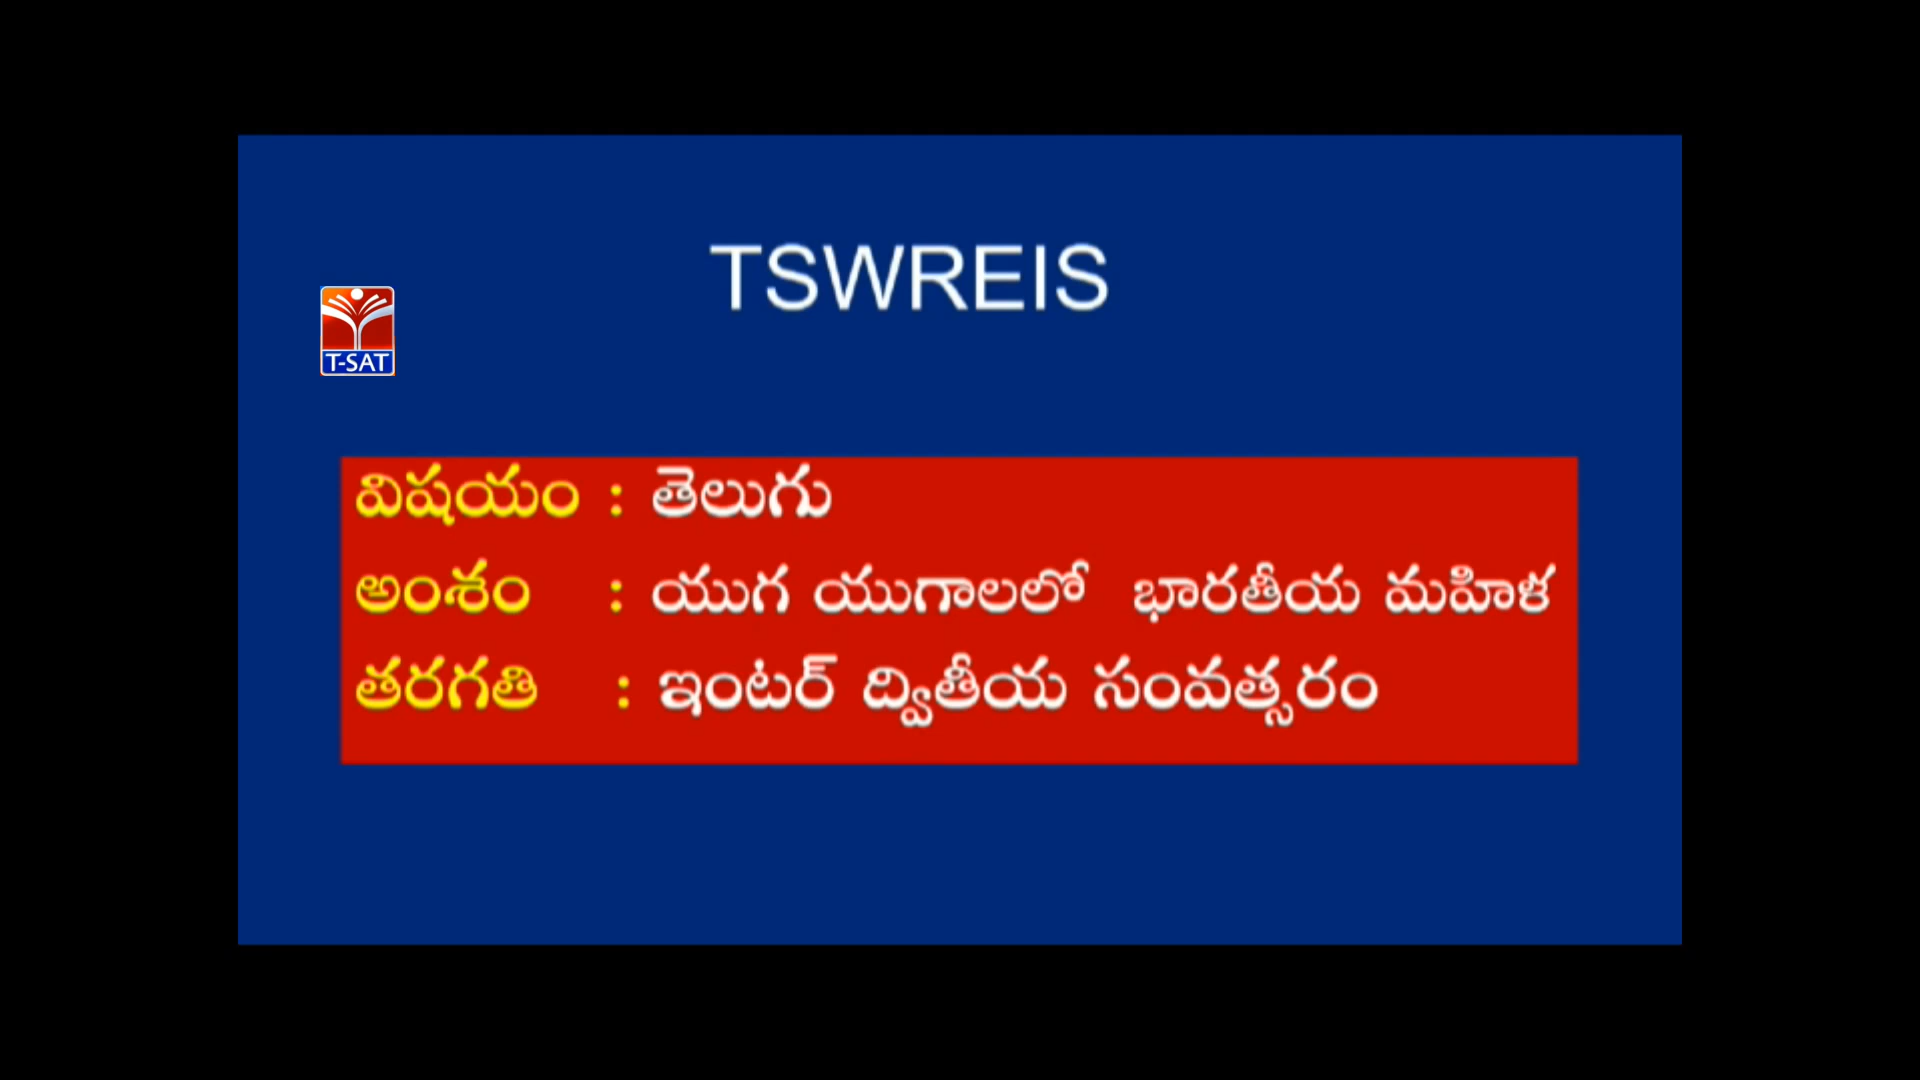 TSWREIS
T-SAT
విషయం : తెలుగు
అంశం : యుగ యుగాలలో భారతీయ మహిళ
తరగతి : ఇంటర్ ద్వితీయ సంవత్సరం